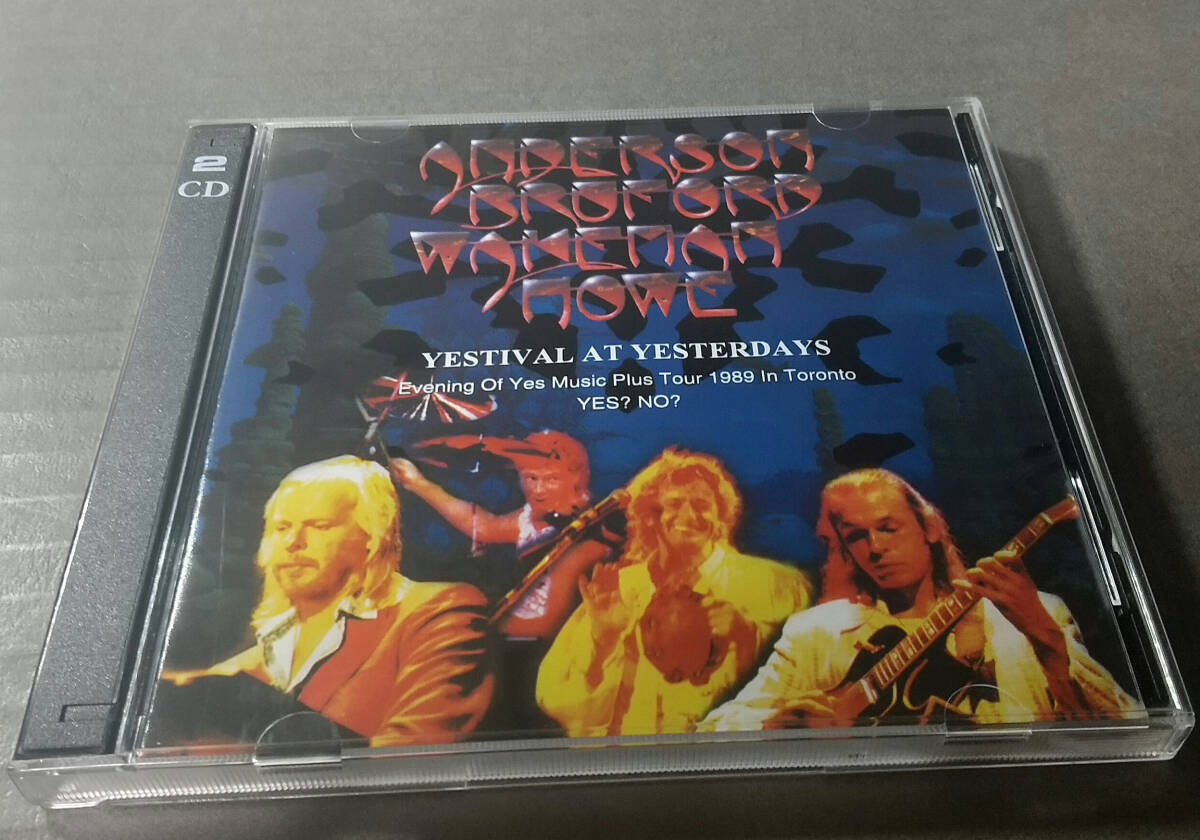 2
CD
ANDERSON
BRUFORD
WAKEMAN
HOWE
YESTIVAL AT YESTERDAYS
Evening Of Yes Music Plus Tour 1989 In Toronto
YES? NO?